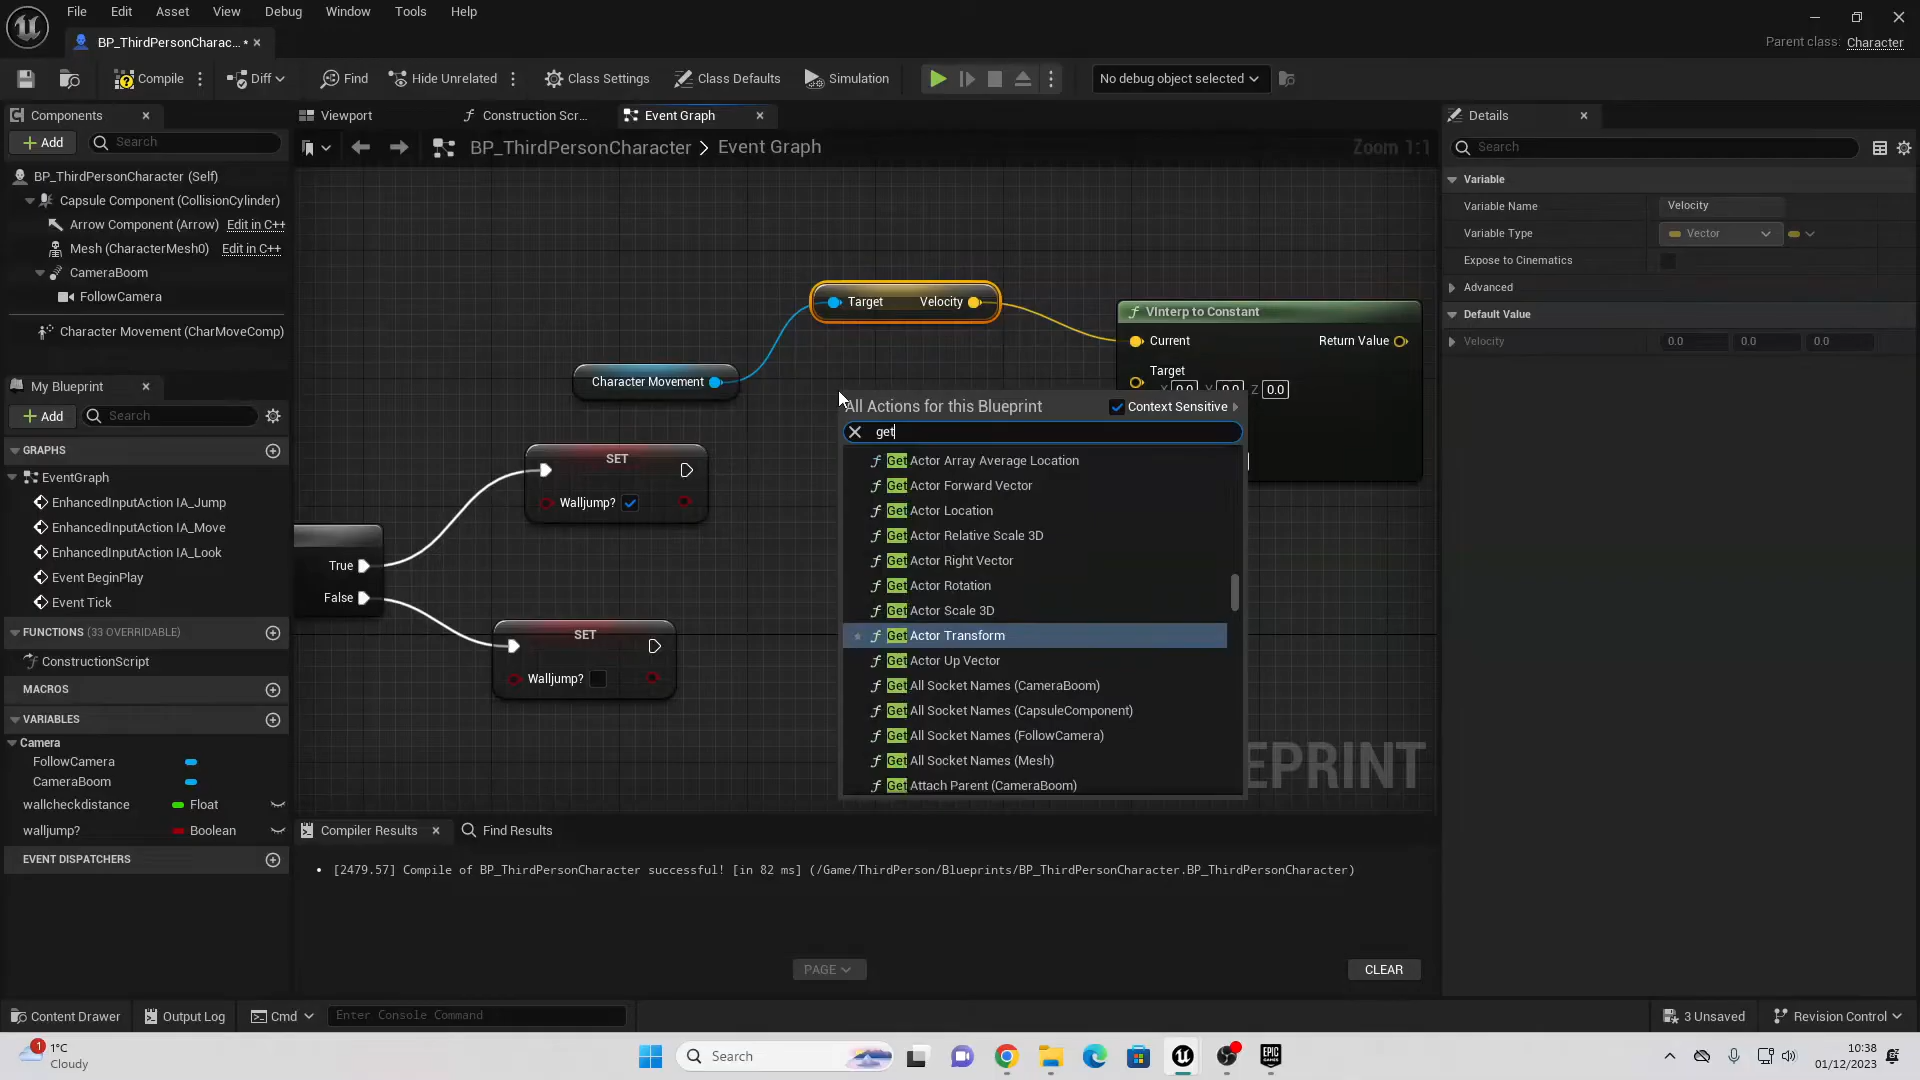 File Edit Asset View Debug Window Tools Help
BP_ThirdPersonCharac... *
Parent class: Character
Compile
Diff
Find
Hide Unrelated
Class Settings
Class Defaults
Simulation
No debug object selected
Components
Add
Search
BP_ThirdPersonCharacter (Self)
Capsule Component (CollisionCylinder)
Arrow Component (Arrow) Edit in C++
Mesh (CharacterMesh0) Edit in C++
CameraBoom
FollowCamera
Character Movement (CharMoveComp)
My Blueprint
Add
Search
GRAPHS
EventGraph
EnhancedInputAction IA_Jump
EnhancedInputAction IA_Move
EnhancedInputAction IA_Look
Event BeginPlay
Event Tick
FUNCTIONS (33 OVERRIDABLE)
ConstructionScript
MACROS
VARIABLES
Camera
FollowCamera
CameraBoom
wallcheckdistance Float
walljump? Boolean
EVENT DISPATCHERS
Viewport
Construction Scr...
Event Graph
BP_ThirdPersonCharacter > Event Graph
Zoom 1:1
Target Velocity
VInterp to Constant
Current Return Value
Target
X 0.0 Y 0.0 Z 0.0
Character Movement
SET
Walljump?
True
False
SET
Walljump?
All Actions for this Blueprint
Context Sensitive
get
Get Actor Array Average Location
Get Actor Forward Vector
Get Actor Location
Get Actor Relative Scale 3D
Get Actor Right Vector
Get Actor Rotation
Get Actor Scale 3D
Get Actor Transform
Get Actor Up Vector
Get All Socket Names (CameraBoom)
Get All Socket Names (CapsuleComponent)
Get All Socket Names (FollowCamera)
Get All Socket Names (Mesh)
Get Attach Parent (CameraBoom)
EPRINT
Compiler Results
Find Results
[2479.57] Compile of BP_ThirdPersonCharacter successful! [in 82 ms] (/Game/ThirdPerson/Blueprints/BP_ThirdPersonCharacter.BP_ThirdPersonCharacter)
PAGE
CLEAR
Details
Search
Variable
Variable Name Velocity
Variable Type Vector
Expose to Cinematics
Advanced
Default Value
Velocity 0.0 0.0 0.0
Content Drawer
Output Log
Cmd
Enter Console Command
3 Unsaved
Revision Control
1
1°C
Cloudy
Search
EPIC GAMES
10:38
01/12/2023